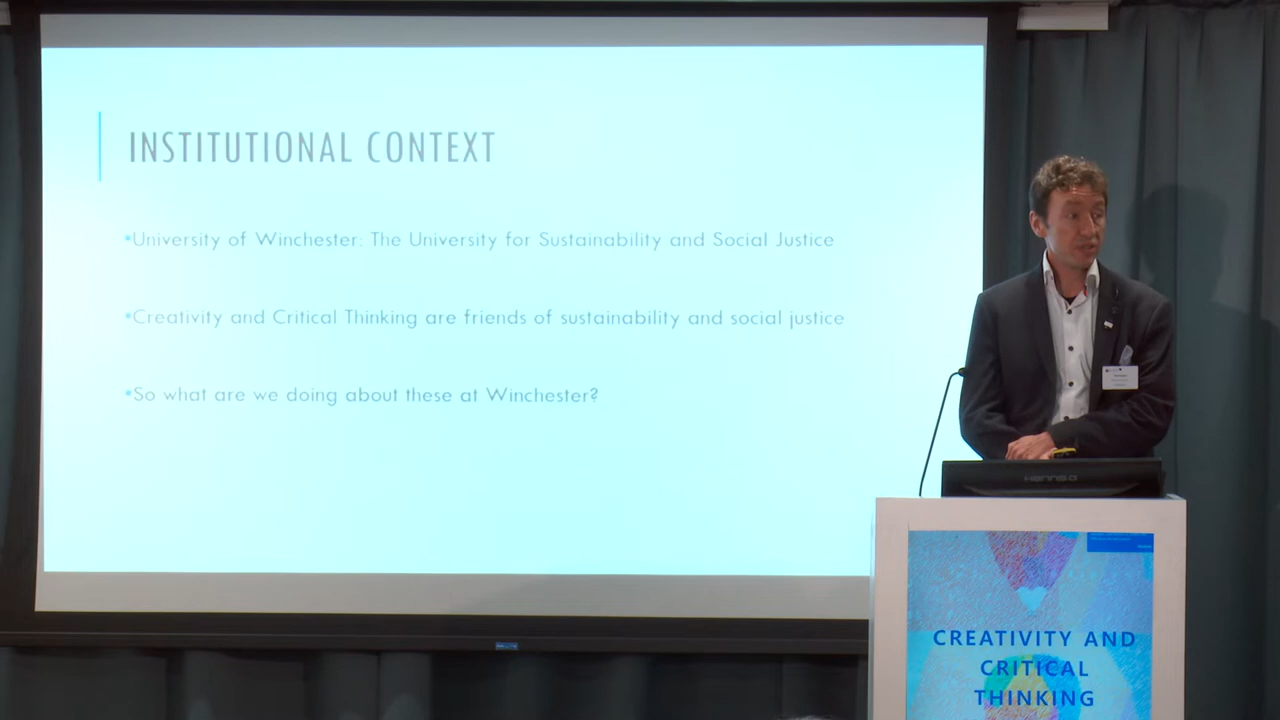 INSTITUTIONAL CONTEXT
▪University of Winchester: The University for Sustainability and Social Justice
▪Creativity and Critical Thinking are friends of sustainability and social justice
▪So what are we doing about these at Winchester?
HANNS.G
CREATIVITY AND
CRITICAL
THINKING